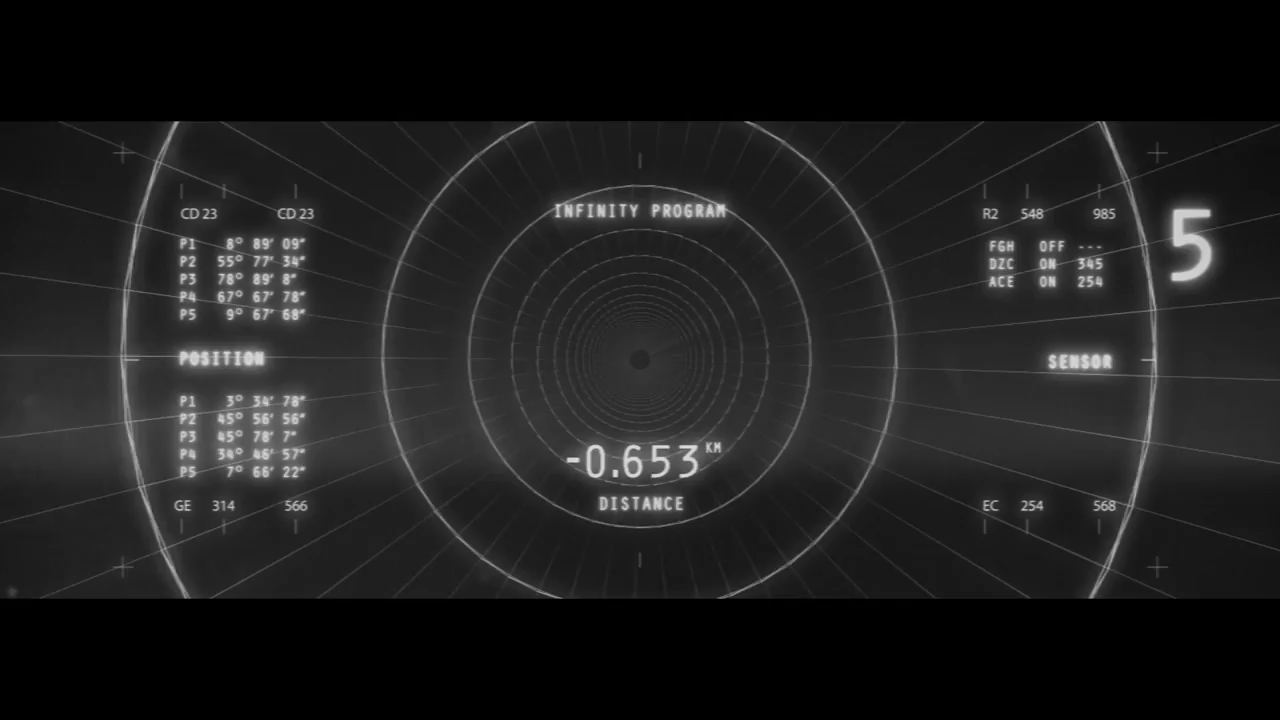 INFINITY PROGRAM
CD 23 CD 23
P1 8° 89' 09"
P2 55° 77' 34"
P3 78° 89' 8"
P4 67° 67' 78"
P5 9° 67' 68"
POSITION
P1 3° 34' 78"
P2 45° 56' 56"
P3 45° 78' 7"
P4 34° 46' 57"
P5 7° 66' 22"
GE 314 566
-0.653 KM
DISTANCE
R2 548 985
FGH OFF ---
DZC ON 345
ACE ON 254
5
SENSOR
EC 254 568